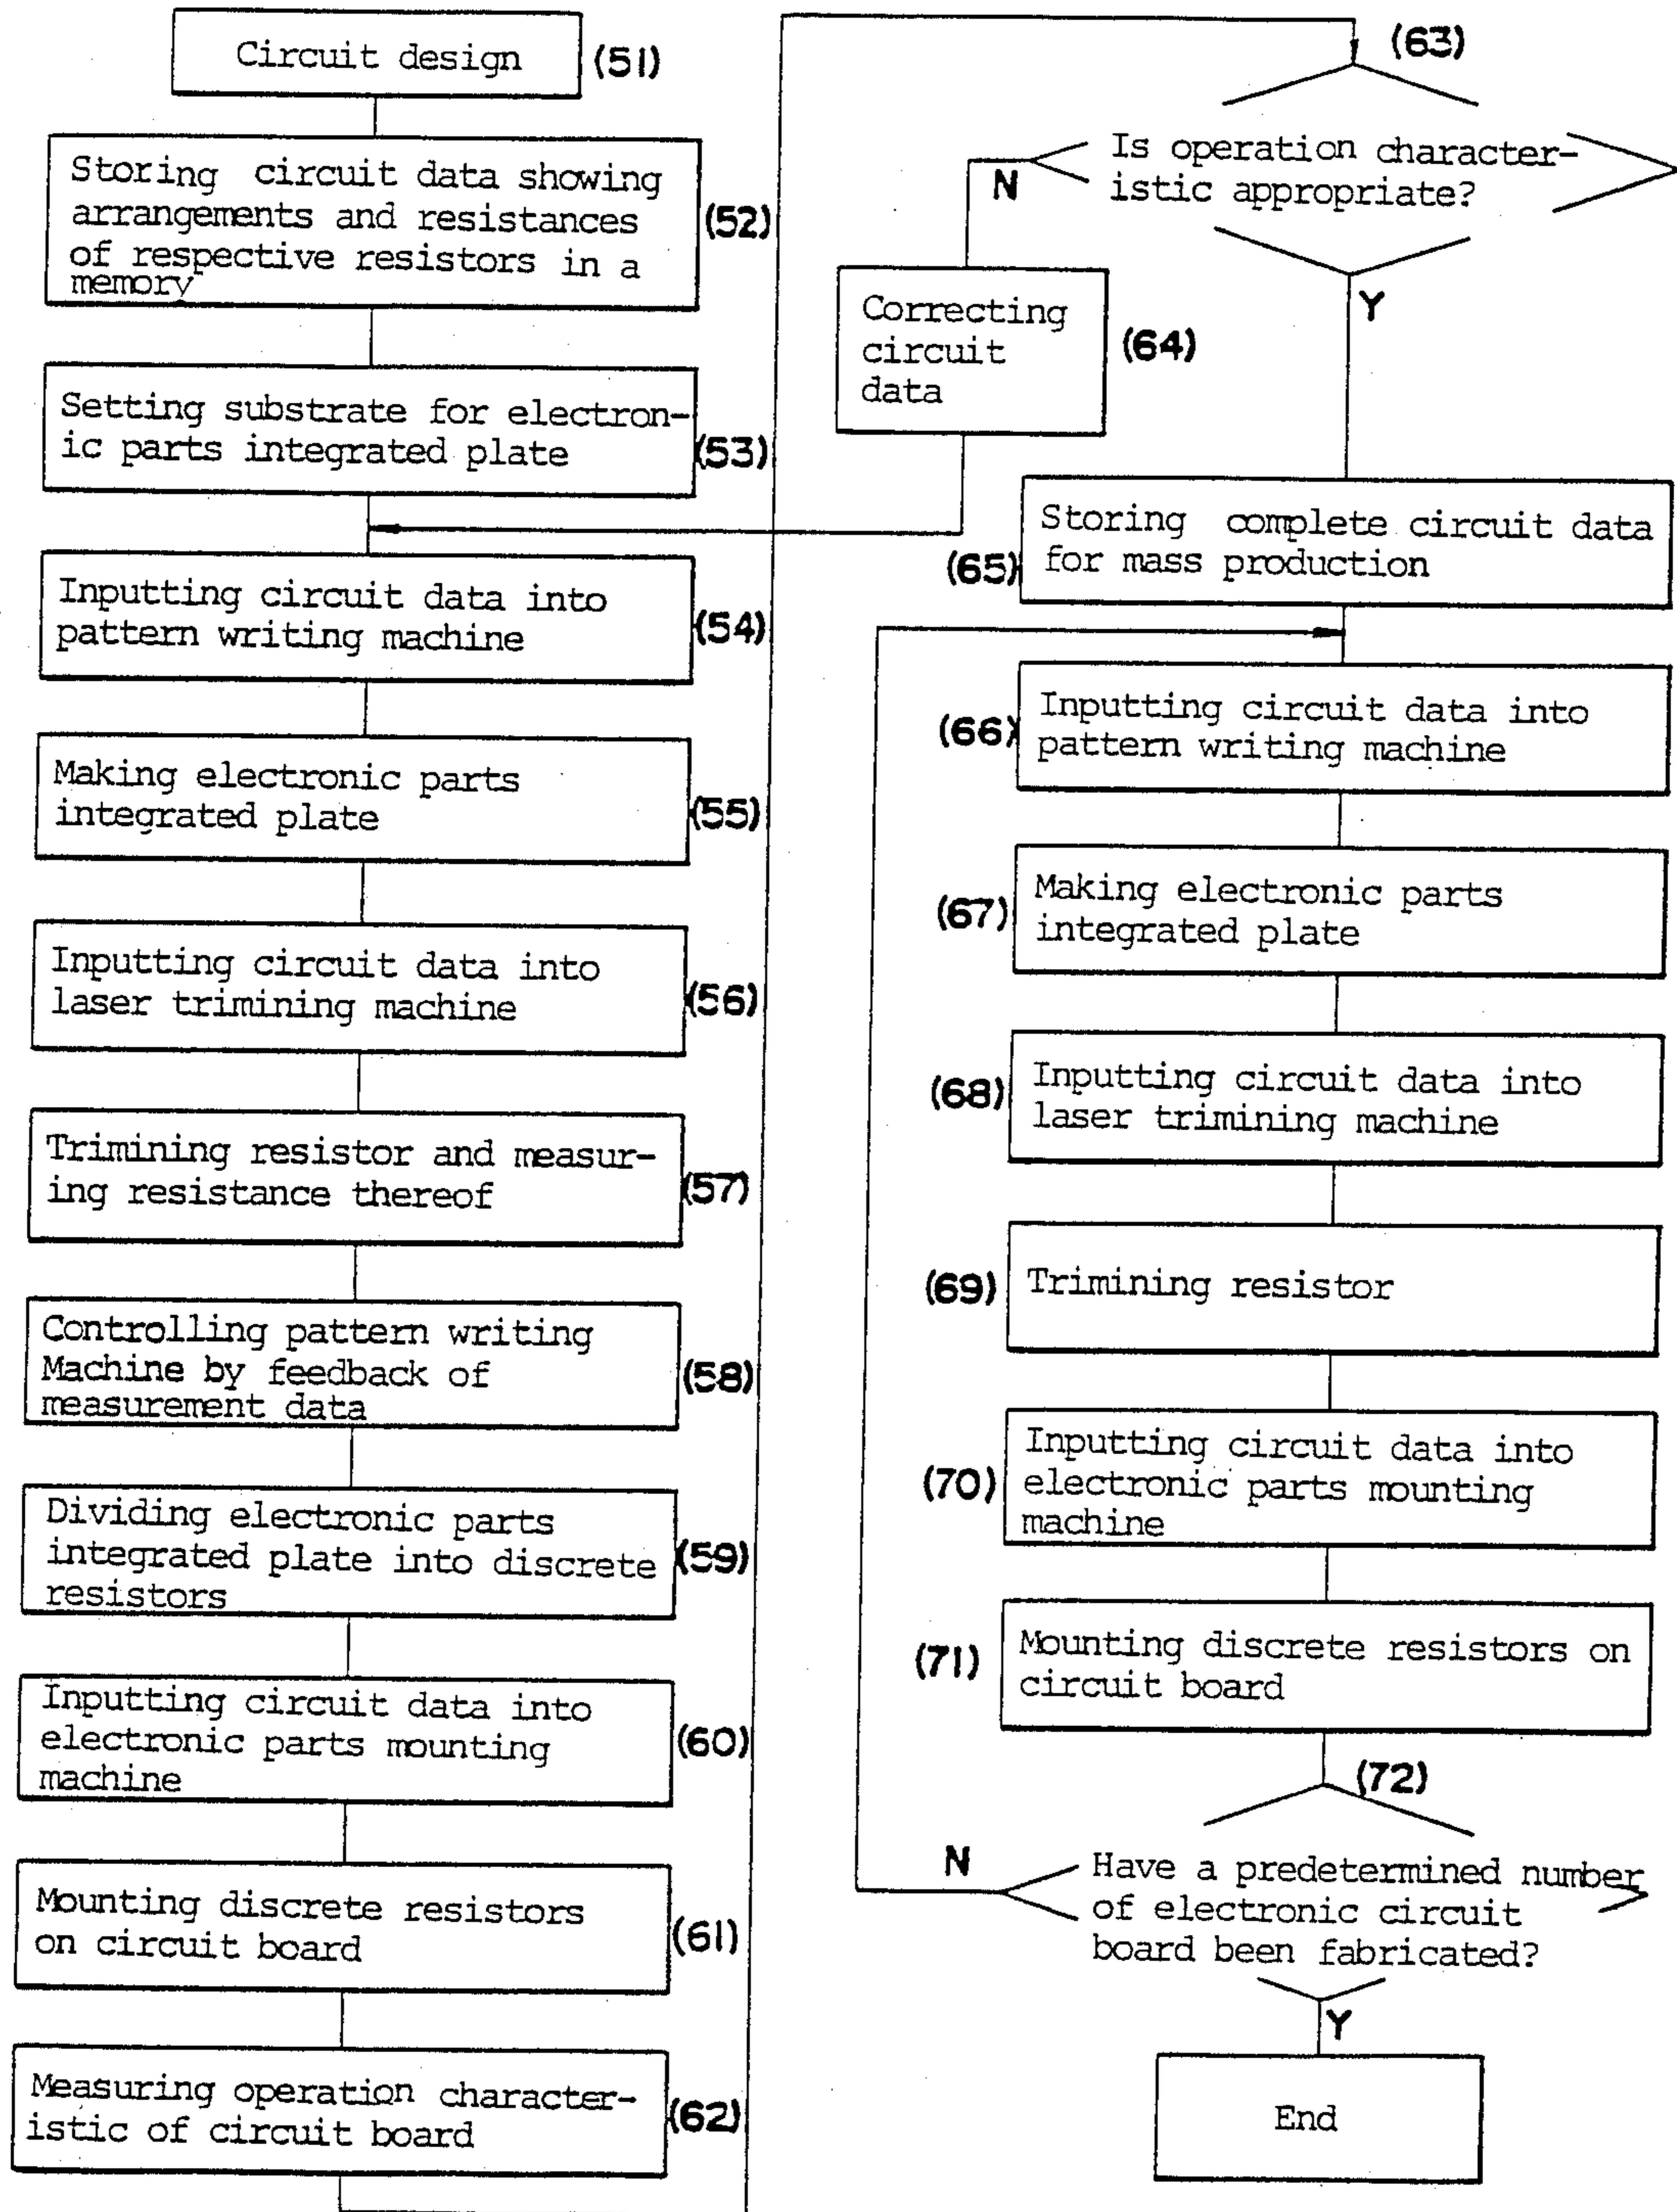 Circuit design
(51)
Storing circuit data showing
arrangements and resistances
of respective resistors in a
memory
(52)
Setting substrate for electron-
ic parts integrated plate
(53)
Inputting circuit data into
pattern writing machine
(54)
Making electronic parts
integrated plate
(55)
Inputting circuit data into
laser trimining machine
(56)
Trimining resistor and measur-
ing resistance thereof
(57)
Controlling pattern writing
Machine by feedback of
measurement data
(58)
Dividing electronic parts
integrated plate into discrete
resistors
(59)
Inputting circuit data into
electronic parts mounting
machine
(60)
Mounting discrete resistors
on circuit board
(61)
Measuring operation character-
istic of circuit board
(62)
(63)
Is operation character-
istic appropriate?
N
Y
Correcting
circuit
data
(64)
Storing complete circuit data
for mass production
(65)
Inputting circuit data into
pattern writing machine
(66)
Making electronic parts
integrated plate
(67)
Inputting circuit data into
laser trimining machine
(68)
Trimining resistor
(69)
Inputting circuit data into
electronic parts mounting
machine
(70)
Mounting discrete resistors on
circuit board
(71)
(72)
Have a predetermined number
of electronic circuit
board been fabricated?
N
Y
End